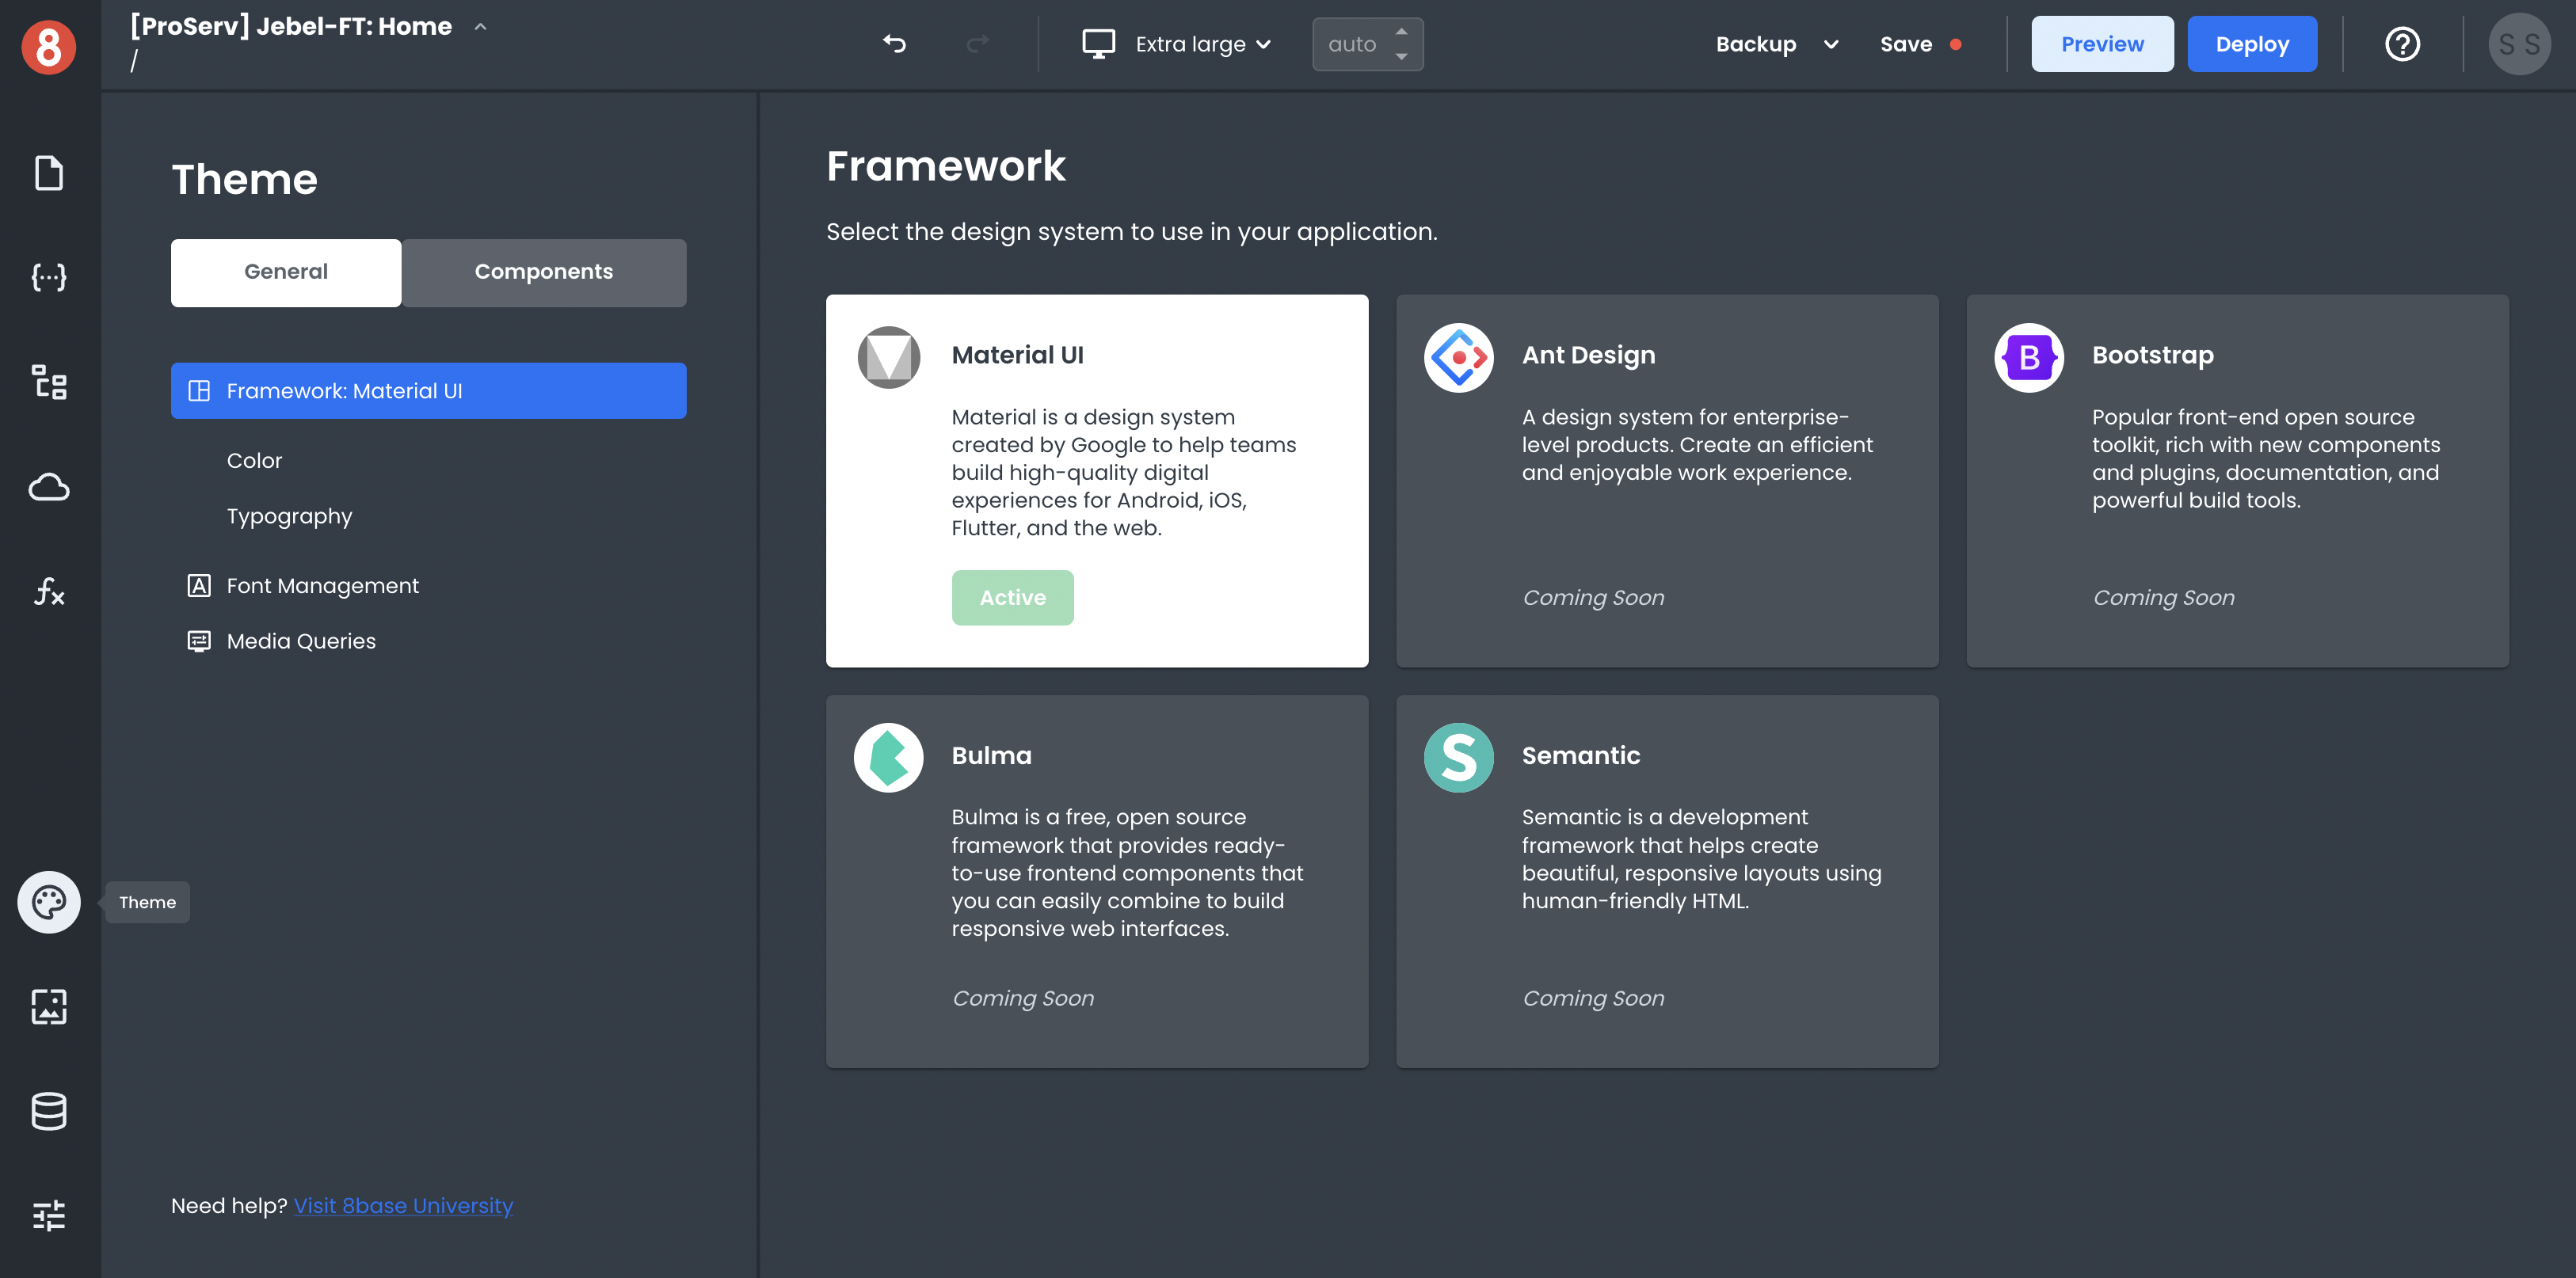 8
[ProServ] Jebel-FT: Home
/
Extra large
auto
Backup
Save
Preview
Deploy
?
S S
Theme
General
Components
Framework: Material UI
Color
Typography
A
Font Management
Media Queries
Theme
Need help? Visit 8base University
Framework
Select the design system to use in your application.
Material UI
Material is a design system
created by Google to help teams
build high-quality digital
experiences for Android, iOS,
Flutter, and the web.
Active
Ant Design
A design system for enterprise-
level products. Create an efficient
and enjoyable work experience.
Coming Soon
B
Bootstrap
Popular front-end open source
toolkit, rich with new components
and plugins, documentation, and
powerful build tools.
Coming Soon
Bulma
Bulma is a free, open source
framework that provides ready-
to-use frontend components that
you can easily combine to build
responsive web interfaces.
Coming Soon
S
Semantic
Semantic is a development
framework that helps create
beautiful, responsive layouts using
human-friendly HTML.
Coming Soon